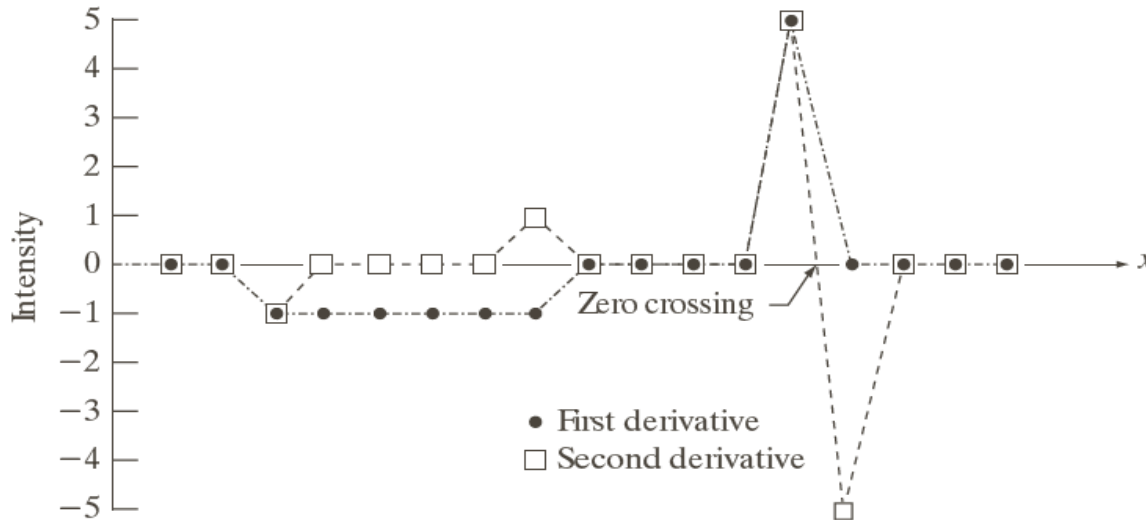 5
4
3
2
1
0
−1
−2
−3
−4
−5
Intensity
x
Zero crossing
First derivative
Second derivative